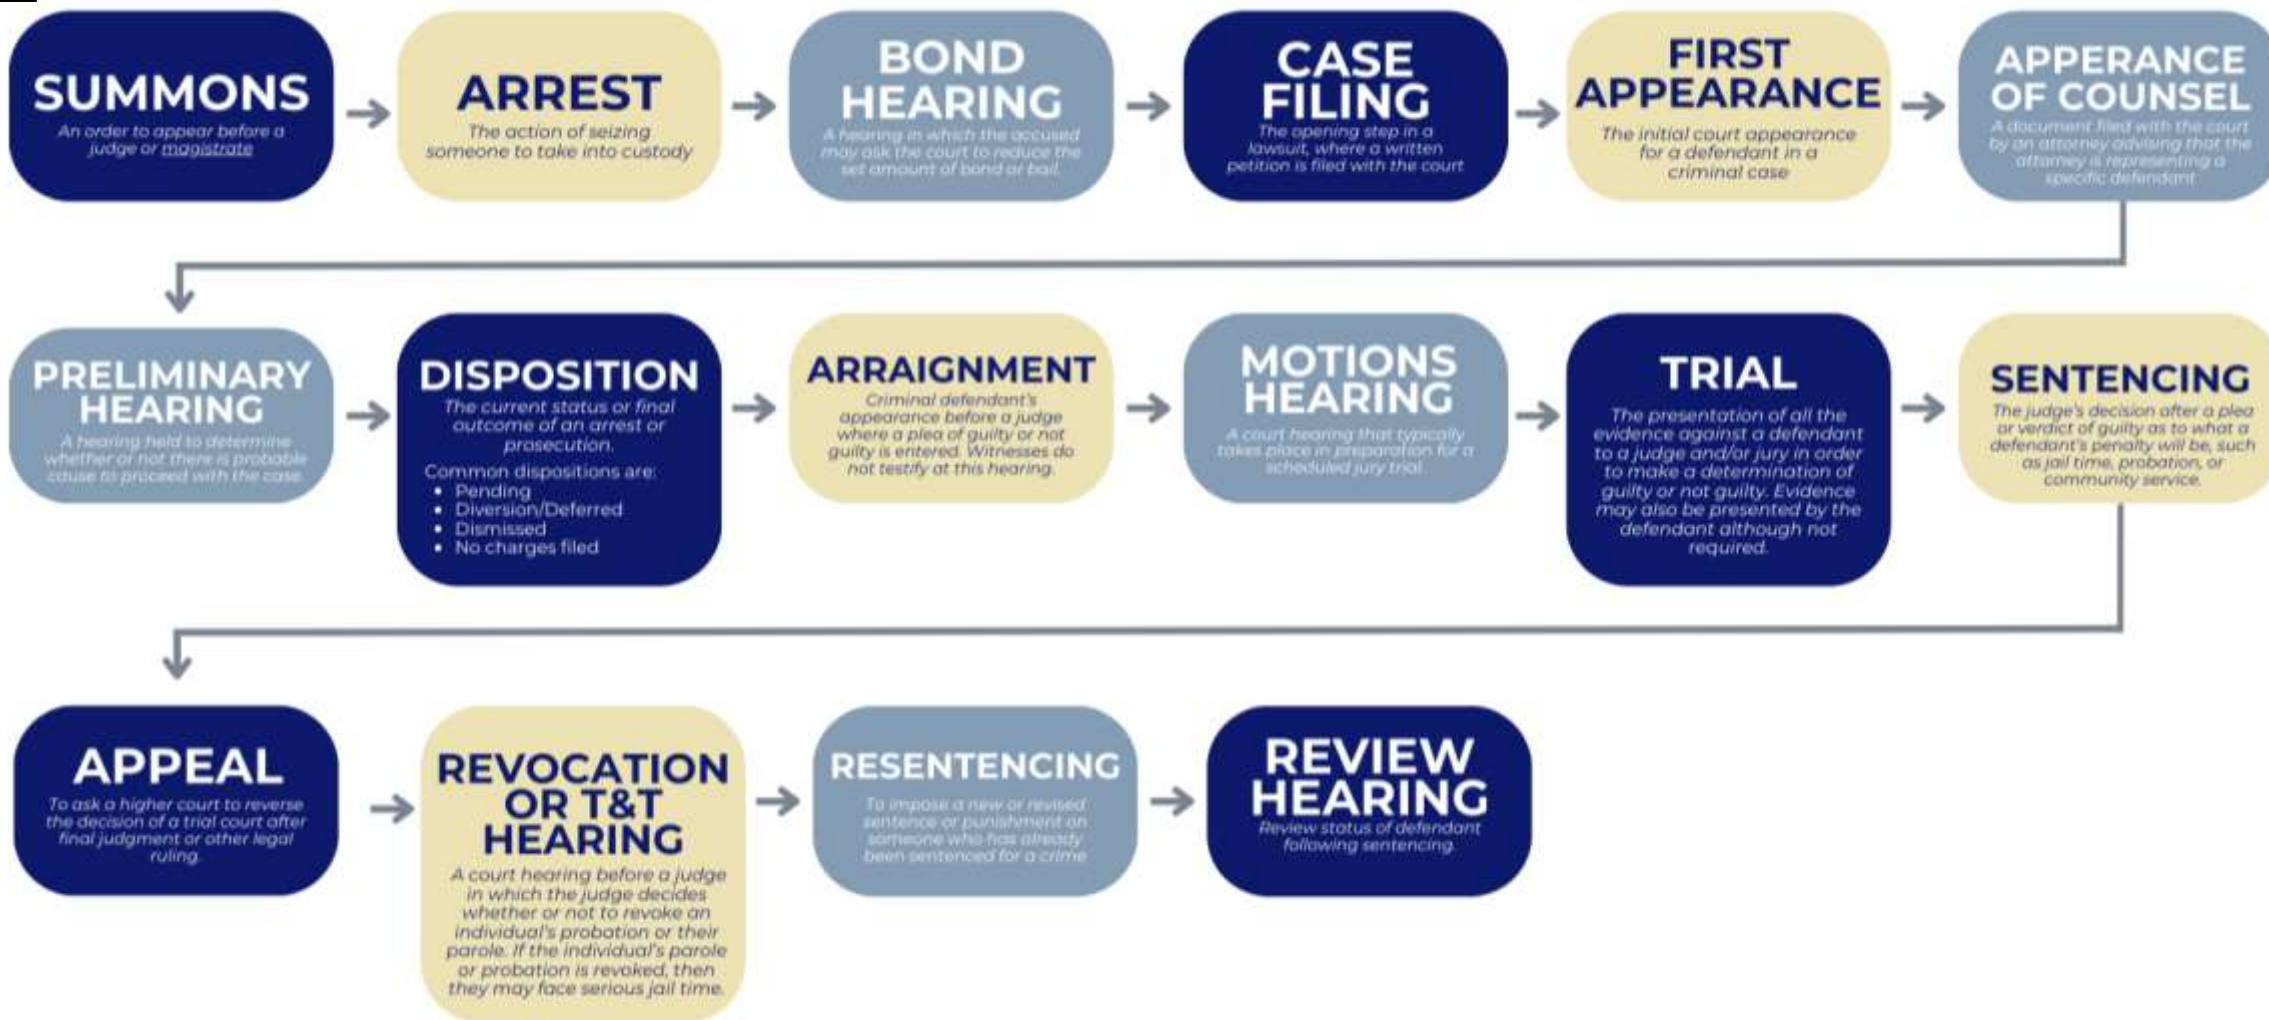 SUMMONS
An order to appear before a
judge or magistrate
ARREST
The action of seizing
someone to take into custody
BOND
HEARING
A hearing in which the accused
may ask the court to reduce the
set amount of bond or bail.
CASE
FILING
The opening step in a
lawsuit, where a written
petition is filed with the court
FIRST
APPEARANCE
The initial court appearance
for a defendant in a
criminal case
APPERANCE
OF COUNSEL
A document filed with the court
by an attorney advising that the
attorney is representing a
specific defendant
PRELIMINARY
HEARING
A hearing held to determine
whether or not there is probable
cause to proceed with the case
DISPOSITION
The current status or final
outcome of an arrest or
prosecution.
Common dispositions are:
• Pending
• Diversion/Deferred
• Dismissed
• No charges filed
ARRAIGNMENT
Criminal defendant's
appearance before a judge
where a plea of guilty or not
guilty is entered. Witnesses do
not testify at this hearing.
MOTIONS
HEARING
A court hearing that typically
takes place in preparation for a
scheduled jury trial.
TRIAL
The presentation of all the
evidence against a defendant
to a judge and/or jury in order
to make a determination of
guilty or not guilty. Evidence
may also be presented by the
defendant although not
required.
SENTENCING
The judge's decision after a plea
or verdict of guilty as to what a
defendant's penalty will be, such
as jail time, probation, or
community service.
APPEAL
To ask a higher court to reverse
the decision of a trial court after
final judgment or other legal
ruling.
REVOCATION
OR T&T
HEARING
A court hearing before a judge
in which the judge decides
whether or not to revoke an
individual's probation or their
parole. If the individual's parole
or probation is revoked, then
they may face serious jail time.
RESENTENCING
To impose a new or revised
sentence or punishment on
someone who has already
been sentenced for a crime
REVIEW
HEARING
Review status of defendant
following sentencing.